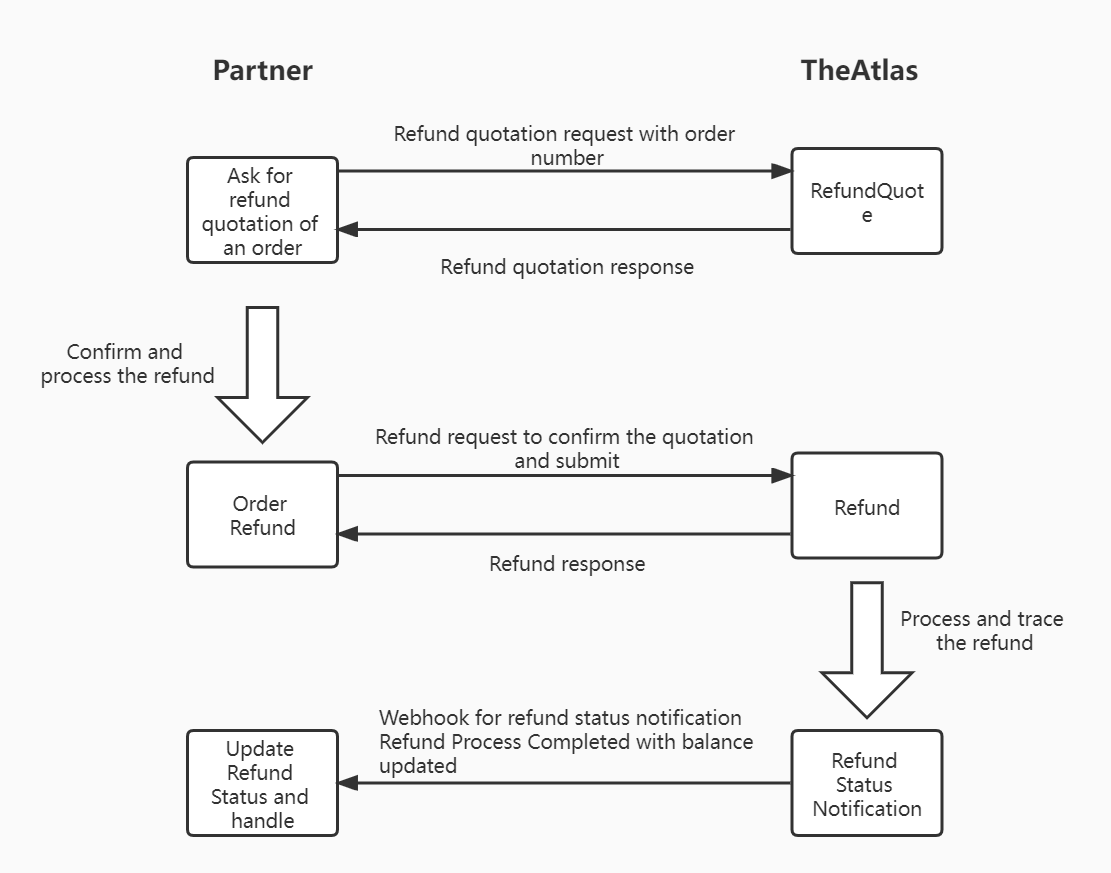 Partner
TheAtlas
Refund quotation request with order
number
Ask for
refund
quotation of
an order
RefundQuot
e
Refund quotation response
Confirm and
process the refund
Refund request to confirm the quotation
and submit
Order
Refund
Refund
Refund response
Process and trace
the refund
Webhook for refund status notification
Refund Process Completed with balance
updated
Update
Refund
Status and
handle
Refund
Status
Notification